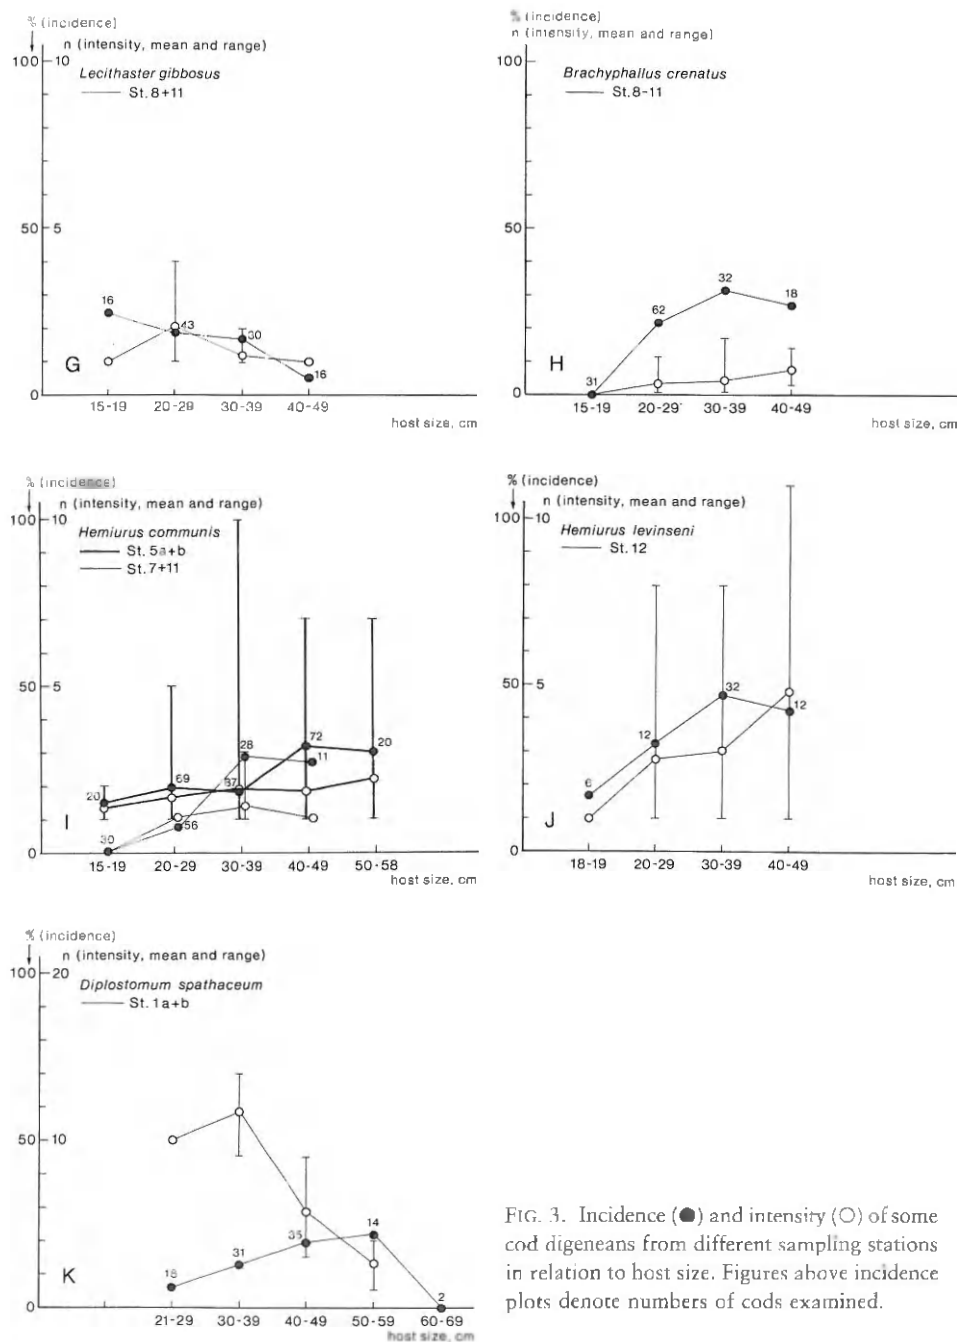 % (incidence)
n (intensity, mean and range)
100 10
Lecithaster gibbosus
St. 8+11
50 5
16
43
30
16
G
0
15-19 20-29 30-39 40-49
host size, cm
% (incidence)
n (intensity, mean and range)
100
Brachyphallus crenatus
St. 8-11
50
62
32
18
H
31
0
15-19 20-29 30-39 40-49
host size, cm
% (incidence)
n (intensity, mean and range)
100 10
Hemiurus communis
St. 5a+b
St. 7+11
50 5
28
72
20
11
69
37
20
56
30
I
0
15-19 20-29 30-39 40-49 50-58
host size, cm
% (incidence)
n (intensity, mean and range)
100 10
Hemiurus levinseni
St. 12
50 5
32
12
12
6
J
0
18-19 20-29 30-39 40-49
host size, cm
% (incidence)
n (intensity, mean and range)
100 20
Diplostomum spathaceum
St. 1a+b
50 10
14
35
31
18
2
K
0
21-29 30-39 40-49 50-59 60-69
host size, cm
FIG. 3. Incidence (●) and intensity (○) of some
cod digeneans from different sampling stations
in relation to host size. Figures above incidence
plots denote numbers of cods examined.